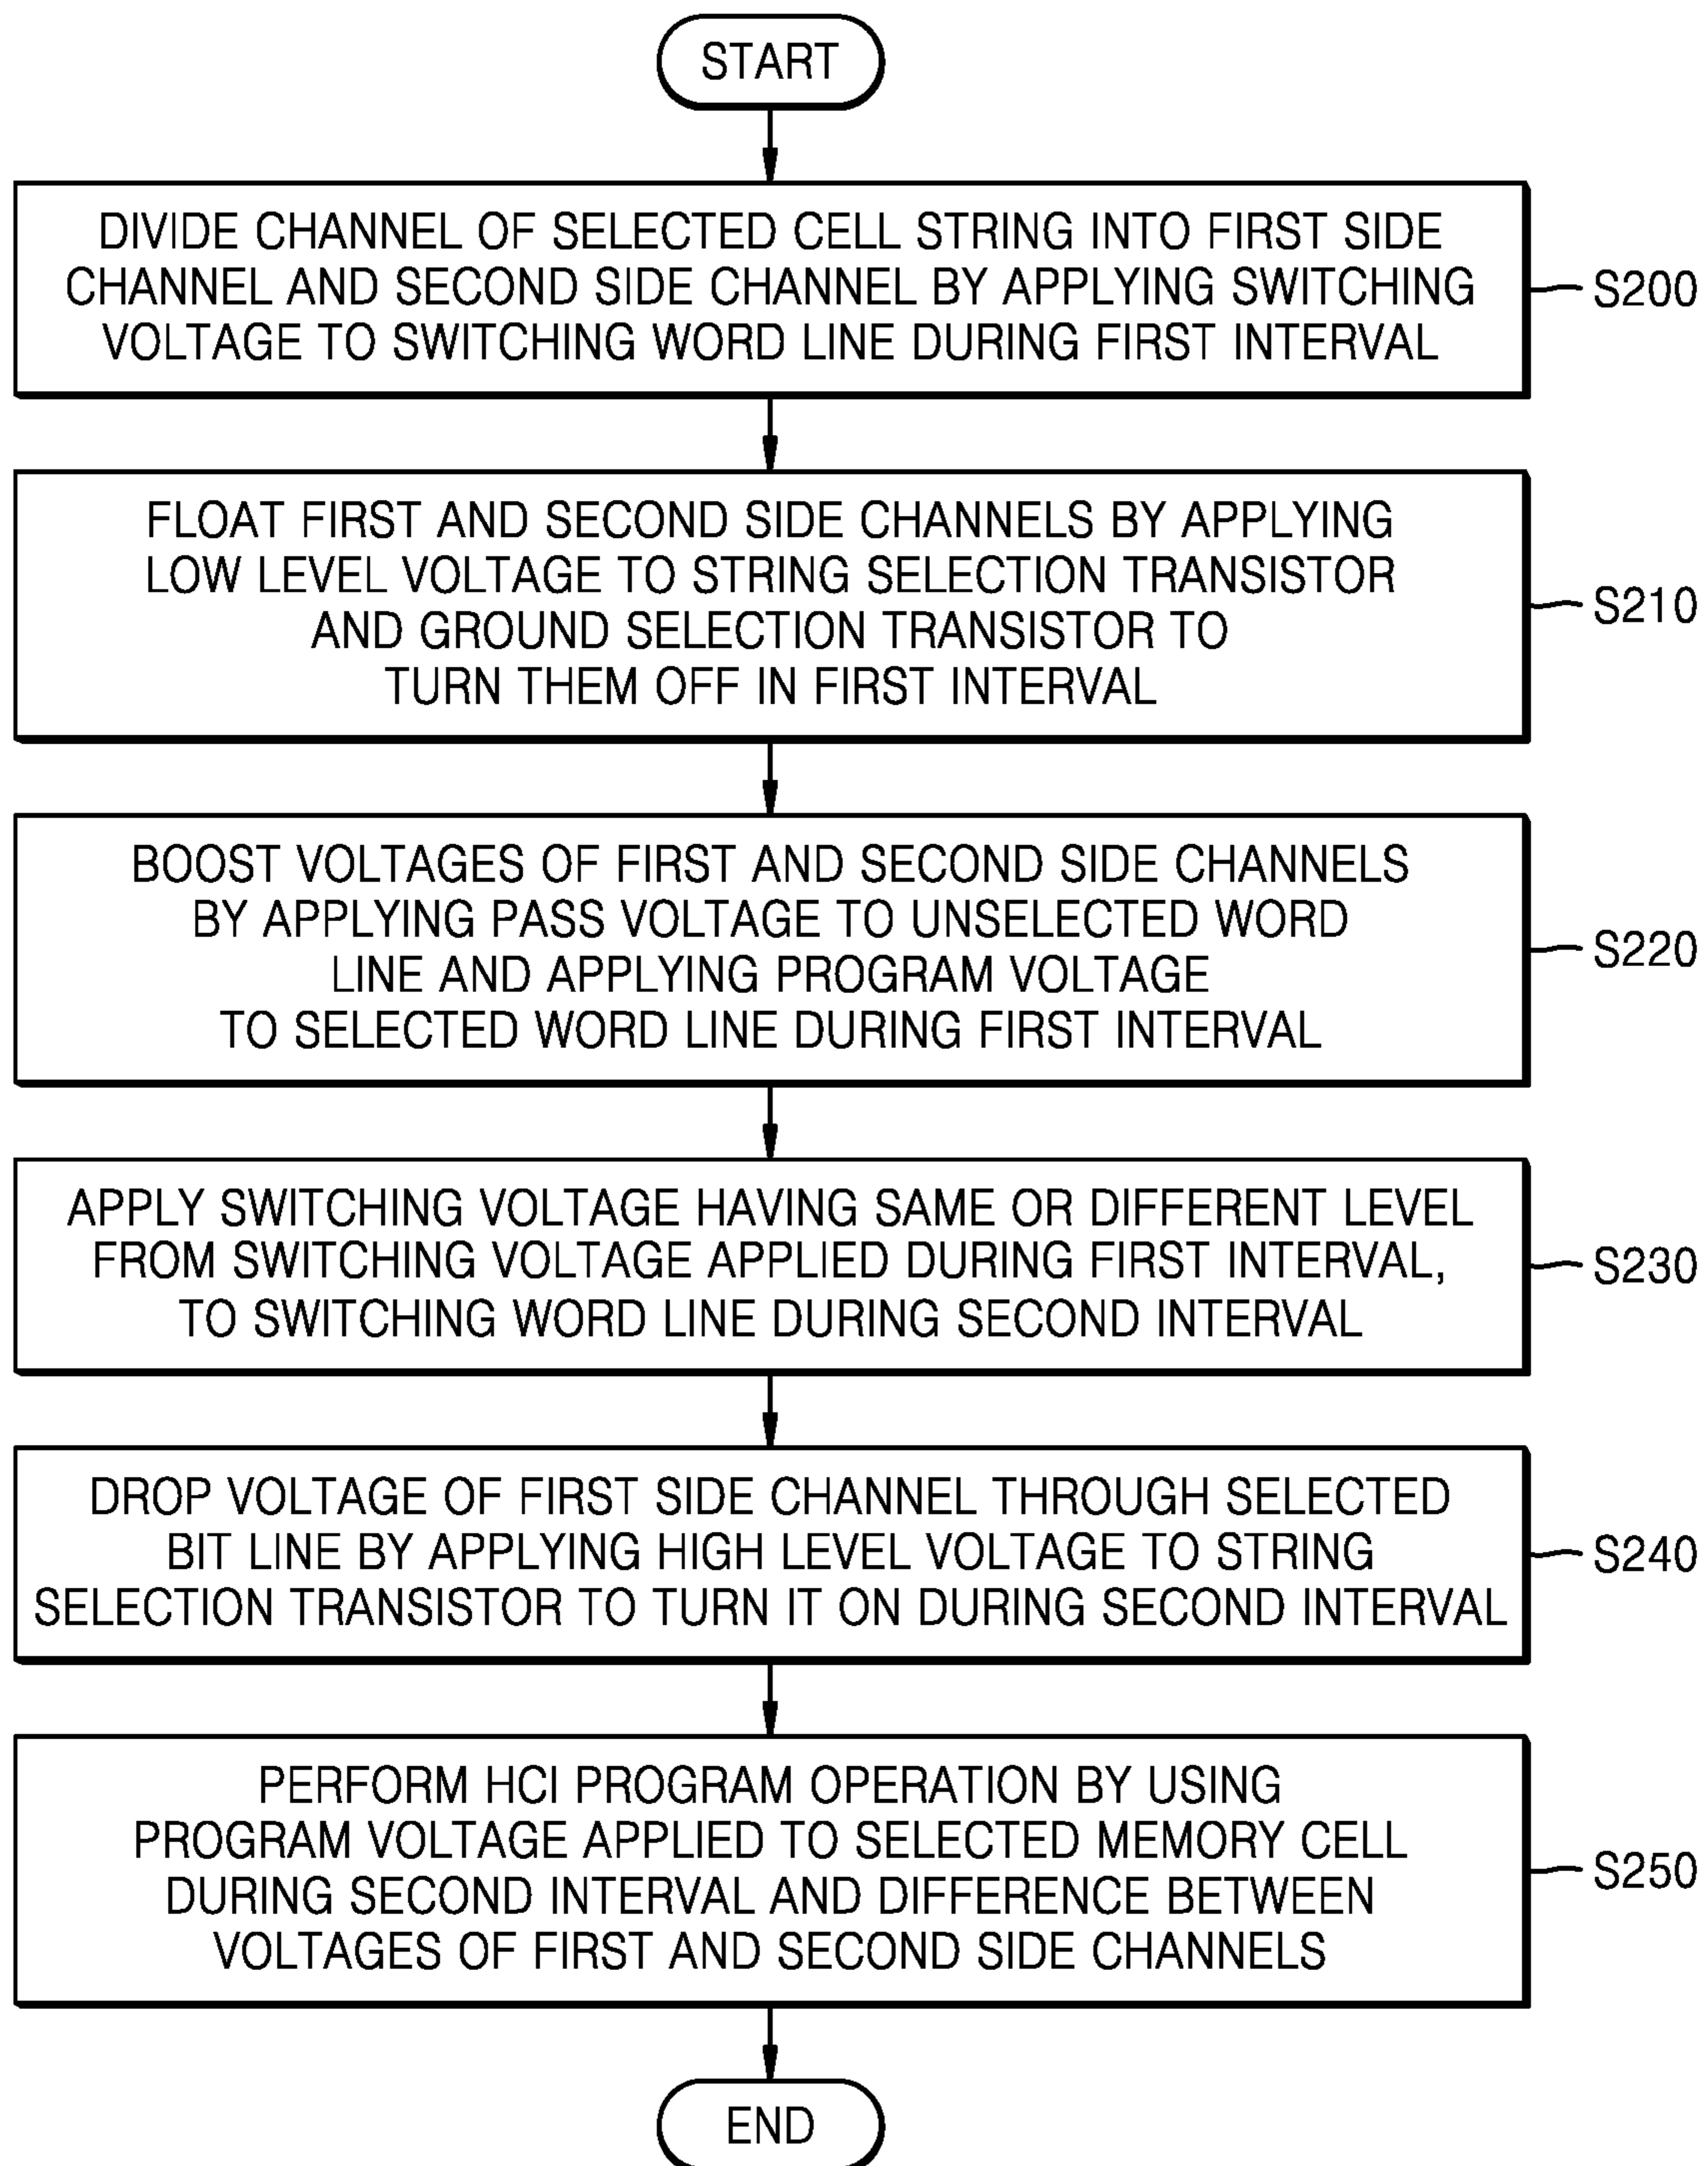 START
DIVIDE CHANNEL OF SELECTED CELL STRING INTO FIRST SIDE
CHANNEL AND SECOND SIDE CHANNEL BY APPLYING SWITCHING
VOLTAGE TO SWITCHING WORD LINE DURING FIRST INTERVAL
S200
FLOAT FIRST AND SECOND SIDE CHANNELS BY APPLYING
LOW LEVEL VOLTAGE TO STRING SELECTION TRANSISTOR
AND GROUND SELECTION TRANSISTOR TO
TURN THEM OFF IN FIRST INTERVAL
S210
BOOST VOLTAGES OF FIRST AND SECOND SIDE CHANNELS
BY APPLYING PASS VOLTAGE TO UNSELECTED WORD
LINE AND APPLYING PROGRAM VOLTAGE
TO SELECTED WORD LINE DURING FIRST INTERVAL
S220
APPLY SWITCHING VOLTAGE HAVING SAME OR DIFFERENT LEVEL
FROM SWITCHING VOLTAGE APPLIED DURING FIRST INTERVAL,
TO SWITCHING WORD LINE DURING SECOND INTERVAL
S230
DROP VOLTAGE OF FIRST SIDE CHANNEL THROUGH SELECTED
BIT LINE BY APPLYING HIGH LEVEL VOLTAGE TO STRING
SELECTION TRANSISTOR TO TURN IT ON DURING SECOND INTERVAL
S240
PERFORM HCI PROGRAM OPERATION BY USING
PROGRAM VOLTAGE APPLIED TO SELECTED MEMORY CELL
DURING SECOND INTERVAL AND DIFFERENCE BETWEEN
VOLTAGES OF FIRST AND SECOND SIDE CHANNELS
S250
END